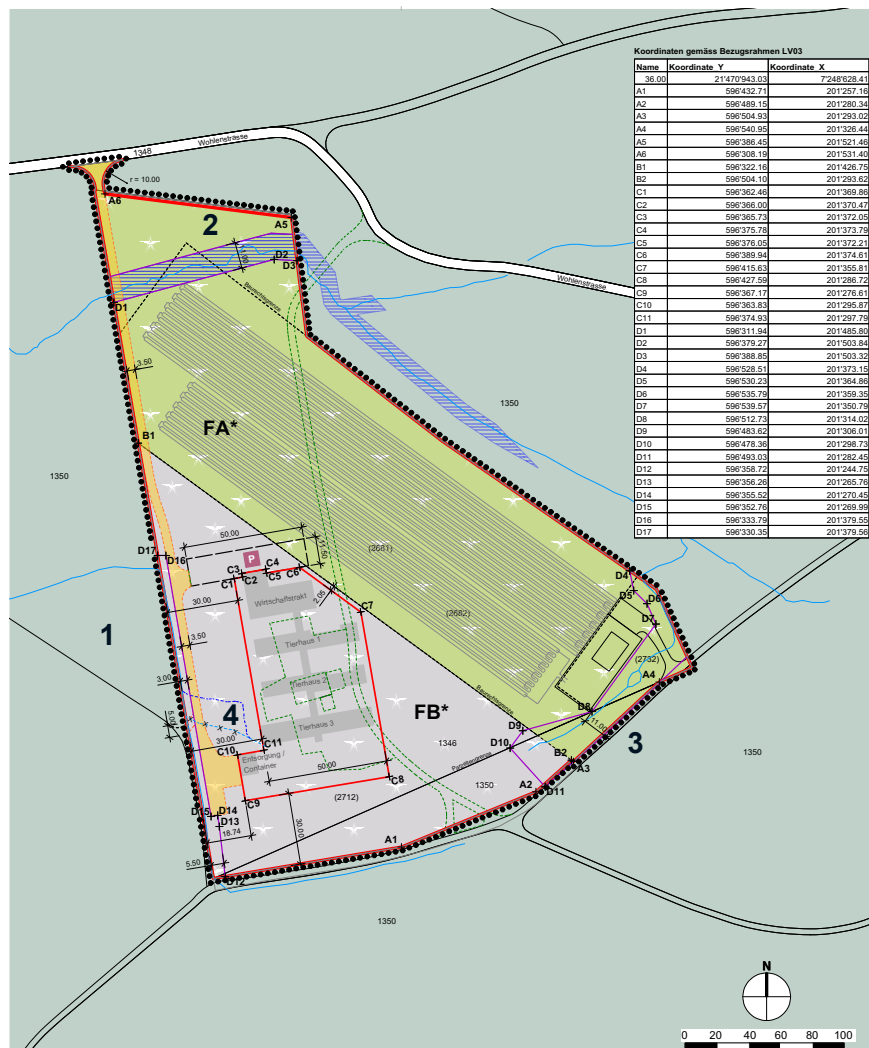 Koordinaten gemäss Bezugsrahmen LV03
Name Koordinate_Y Koordinate_X
36.00 21'470'943.03 7'248'628.41
A1 596'432.71 201'257.16
A2 596'489.15 201'280.34
A3 596'504.93 201'293.02
A4 596'540.95 201'326.44
A5 596'386.45 201'521.46
A6 596'308.19 201'531.40
B1 596'322.16 201'426.75
B2 596'504.10 201'293.62
C1 596'362.46 201'369.86
C2 596'366.00 201'370.47
C3 596'365.73 201'372.05
C4 596'375.78 201'373.79
C5 596'376.05 201'372.21
C6 596'389.94 201'374.61
C7 596'415.63 201'355.81
C8 596'427.59 201'286.72
C9 596'367.17 201'276.61
C10 596'363.83 201'295.87
C11 596'374.93 201'297.79
D1 596'311.94 201'485.80
D2 596'379.27 201'503.84
D3 596'388.85 201'503.32
D4 596'528.51 201'373.15
D5 596'530.23 201'364.86
D6 596'535.79 201'359.35
D7 596'539.57 201'350.79
D8 596'512.73 201'314.02
D9 596'483.62 201'306.01
D10 596'478.36 201'298.73
D11 596'493.03 201'282.45
D12 596'358.72 201'244.75
D13 596'356.26 201'265.76
D14 596'355.52 201'270.45
D15 596'352.76 201'269.99
D16 596'333.79 201'379.55
D17 596'330.35 201'379.56
Wohlenstrasse
1348
r = 10.00
A6
2
A5
11.00
D2
D3
Wohlenstrasse
D1
Baurechtsgrenze
3.50
1350
FA*
B1
1350
50.00
11.50
D17
D16
P
(2681)
C3
C4
C6
C1
C2
C5
D4
D5
D6
2.05
Wirtschaftstrakt
30.00
C7
(2682)
D7
1
3.50
Tierhaus 1
(2732)
3.00
Tierhaus 2
A4
Baurechtsgrenze
5.00
4
Tierhaus 3
FB*
D8
11.00
3
30.00
C11
D9
C10
Entsorgung /
Container
D10
1346
B2
1350
A3
Parzellengrenze
50.00
C8
1350
A2
D11
C9
(2712)
D15
D14
D13
18.74
30.00
A1
5.50
D12
1350
N
0 20 40 60 80 100